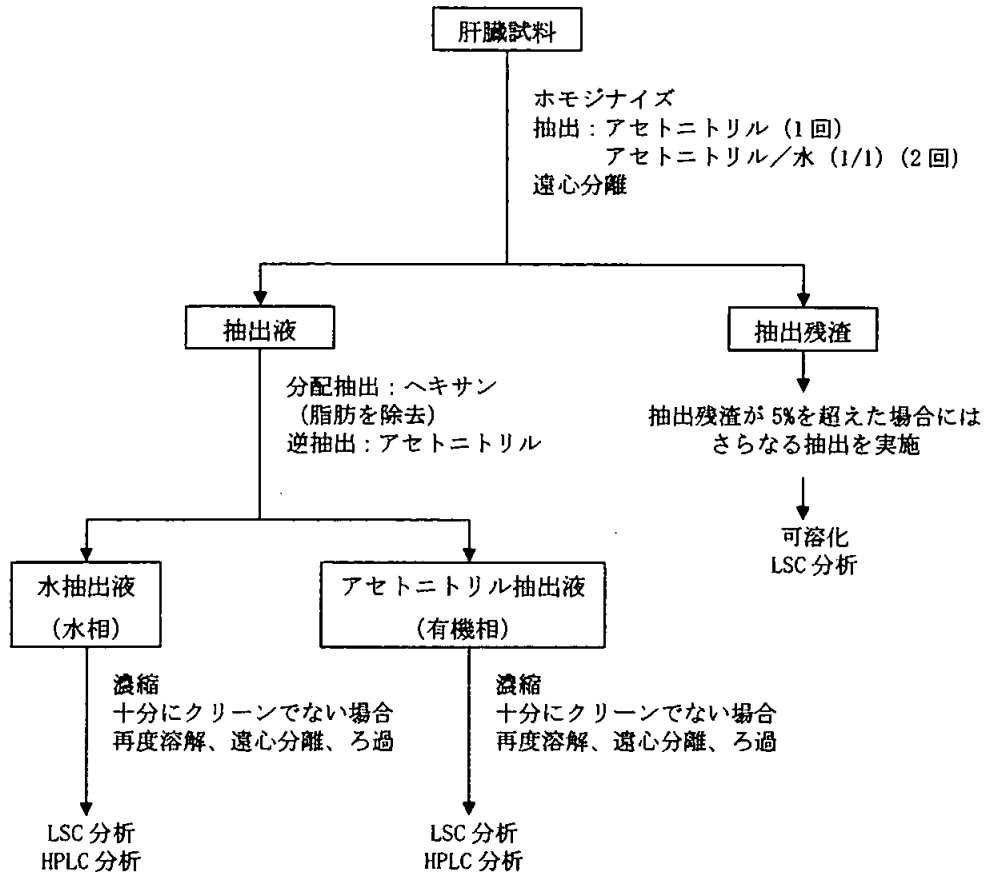 肝臓試料
ホモジナイズ
抽出：アセトニトリル（1回）
アセトニトリル／水（1/1）（2回）
遠心分離
抽出液
抽出残渣
分配抽出：ヘキサン
（脂肪を除去）
逆抽出：アセトニトリル
抽出残渣が5%を超えた場合には
さらなる抽出を実施
可溶化
LSC分析
水抽出液
（水相）
アセトニトリル抽出液
（有機相）
濃縮
十分にクリーンでない場合
再度溶解、遠心分離、ろ過
濃縮
十分にクリーンでない場合
再度溶解、遠心分離、ろ過
LSC分析
HPLC分析
LSC分析
HPLC分析